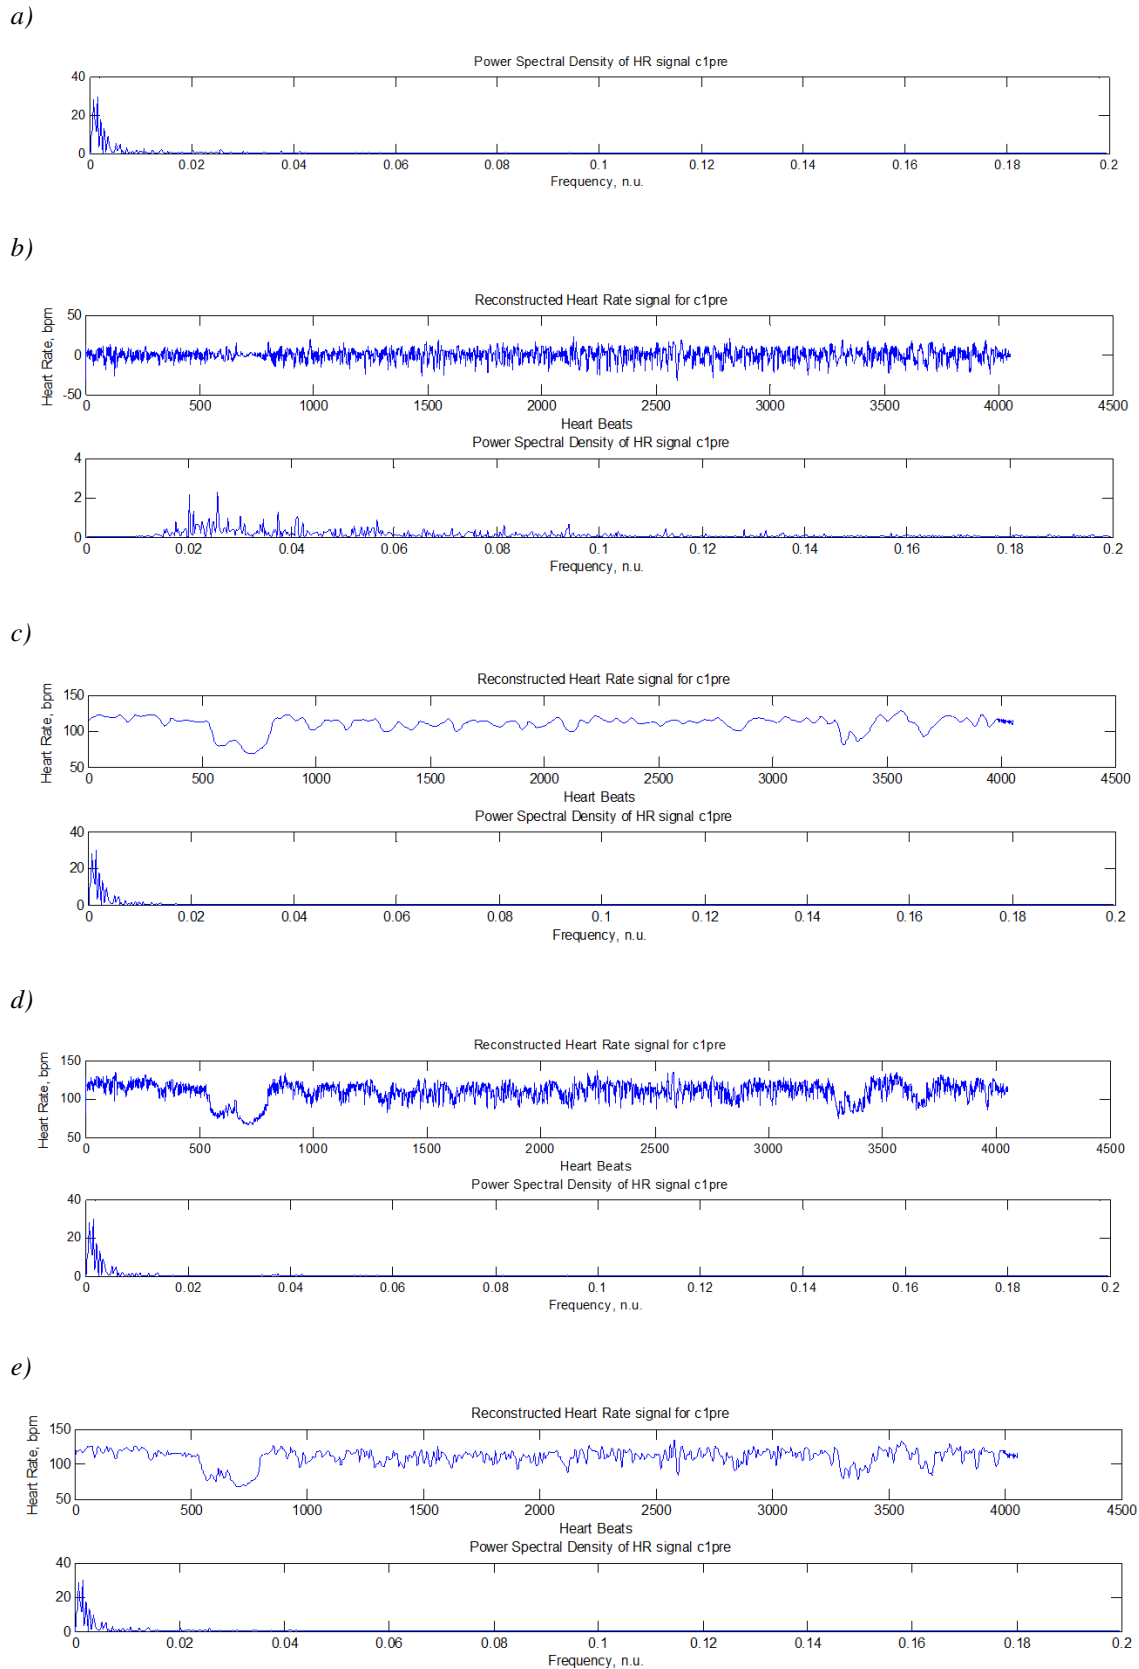 a)
Power Spectral Density of HR signal c1pre
40
20
0
0 0.02 0.04 0.06 0.08 0.1 0.12 0.14 0.16 0.18 0.2
Frequency, n.u.
b)
Reconstructed Heart Rate signal for c1pre
Heart Rate, bpm
50
0
-50
0 500 1000 1500 2000 2500 3000 3500 4000 4500
Heart Beats
Power Spectral Density of HR signal c1pre
4
2
0
0 0.02 0.04 0.06 0.08 0.1 0.12 0.14 0.16 0.18 0.2
Frequency, n.u.
c)
Reconstructed Heart Rate signal for c1pre
Heart Rate, bpm
150
100
50
0 500 1000 1500 2000 2500 3000 3500 4000 4500
Heart Beats
Power Spectral Density of HR signal c1pre
40
20
0
0 0.02 0.04 0.06 0.08 0.1 0.12 0.14 0.16 0.18 0.2
Frequency, n.u.
d)
Reconstructed Heart Rate signal for c1pre
Heart Rate, bpm
150
100
50
0 500 1000 1500 2000 2500 3000 3500 4000 4500
Heart Beats
Power Spectral Density of HR signal c1pre
40
20
0
0 0.02 0.04 0.06 0.08 0.1 0.12 0.14 0.16 0.18 0.2
Frequency, n.u.
e)
Reconstructed Heart Rate signal for c1pre
Heart Rate, bpm
150
100
50
0 500 1000 1500 2000 2500 3000 3500 4000 4500
Heart Beats
Power Spectral Density of HR signal c1pre
40
20
0
0 0.02 0.04 0.06 0.08 0.1 0.12 0.14 0.16 0.18 0.2
Frequency, n.u.